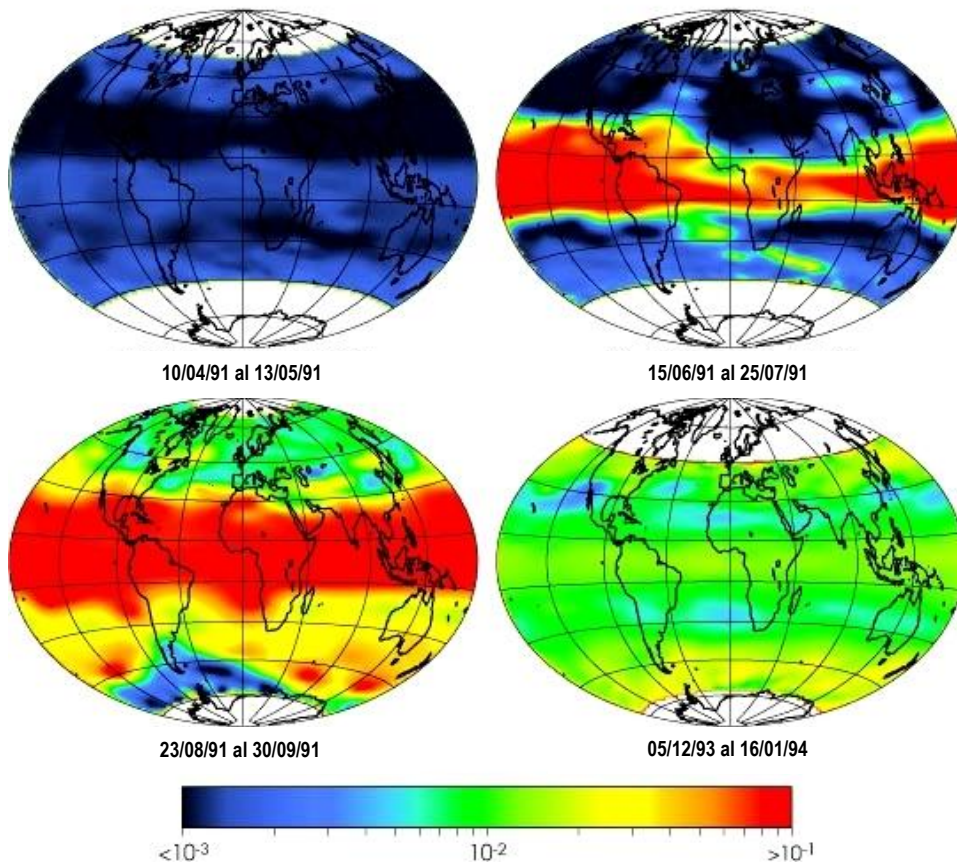 10/04/91 al 13/05/91
15/06/91 al 25/07/91
23/08/91 al 30/09/91
05/12/93 al 16/01/94
<10⁻³ 10⁻² >10⁻¹